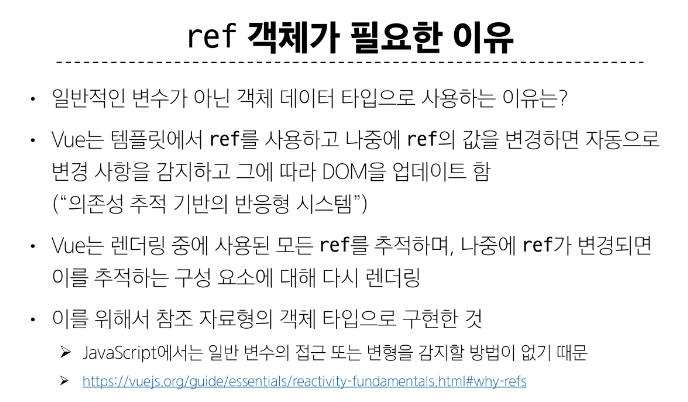 ref 객체가 필요한 이유
• 일반적인 변수가 아닌 객체 데이터 타입으로 사용하는 이유는?
• Vue는 템플릿에서 ref를 사용하고 나중에 ref의 값을 변경하면 자동으로
변경 사항을 감지하고 그에 따라 DOM을 업데이트 함
(“의존성 추적 기반의 반응형 시스템”)
• Vue는 렌더링 중에 사용된 모든 ref를 추적하며, 나중에 ref가 변경되면
이를 추적하는 구성 요소에 대해 다시 렌더링
• 이를 위해서 참조 자료형의 객체 타입으로 구현한 것
➢ JavaScript에서는 일반 변수의 접근 또는 변형을 감지할 방법이 없기 때문
➢ https://vuejs.org/guide/essentials/reactivity-fundamentals.html#why-refs